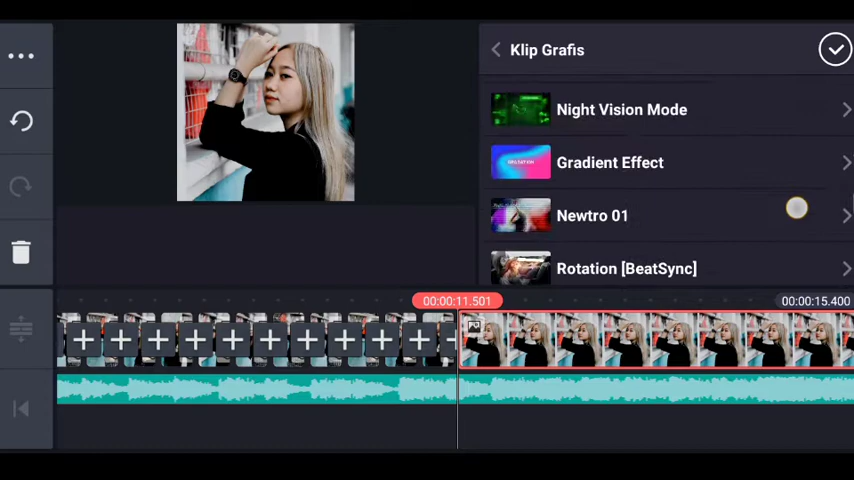 Klip Grafis
Night Vision Mode
Gradient Effect
Newtro 01
Rotation [BeatSync]
00:00:11.501
00:00:15.400